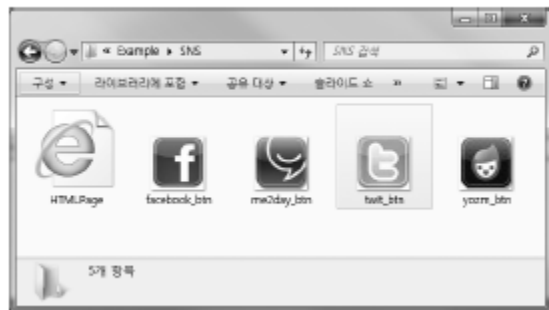 « Example ▸ SNS
SNS 검색
구성 라이브러리에 포함 공유 대상 슬라이드 쇼 »
HTMLPage facebook_btn me2day_btn twit_btn yozm_btn
5개 항목